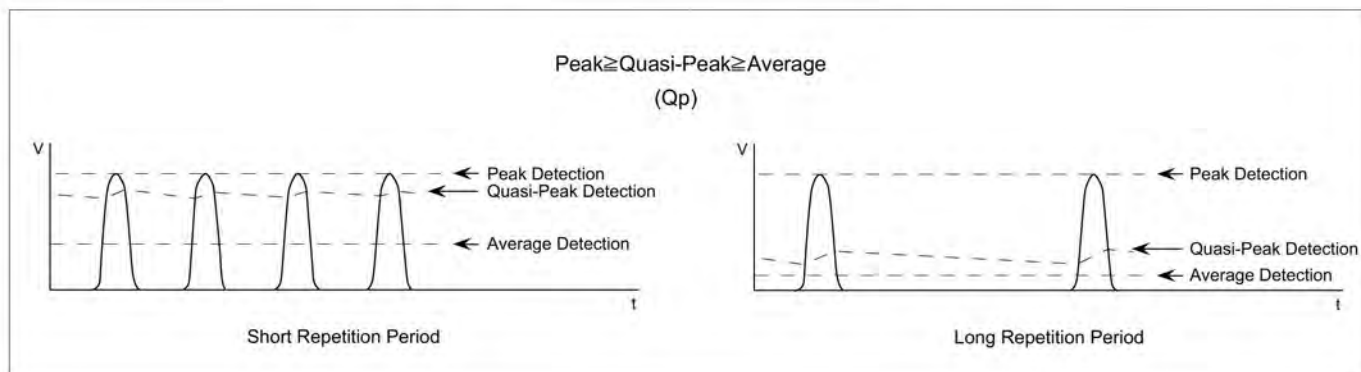 Peak≧Quasi-Peak≧Average
(Qp)
V
Peak Detection
Quasi-Peak Detection
Average Detection
t
Short Repetition Period
V
Peak Detection
Quasi-Peak Detection
Average Detection
t
Long Repetition Period